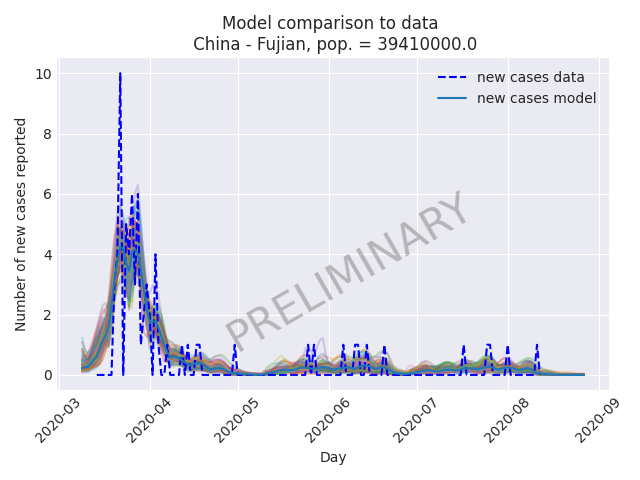 Model comparison to data
China - Fujian, pop. = 39410000.0
new cases data
new cases model
Number of new cases reported
10
8
6
4
2
0
PRELIMINARY
2020-03
2020-04
2020-05
2020-06
2020-07
2020-08
2020-09
Day